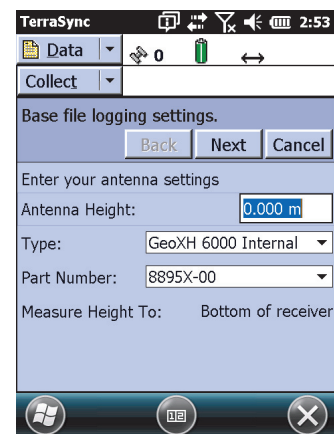 TerraSync 2:53
Data 0
Collect
Base file logging settings.
Back Next Cancel
Enter your antenna settings
Antenna Height: 0.000 m
Type: GeoXH 6000 Internal
Part Number: 8895X-00
Measure Height To: Bottom of receiver